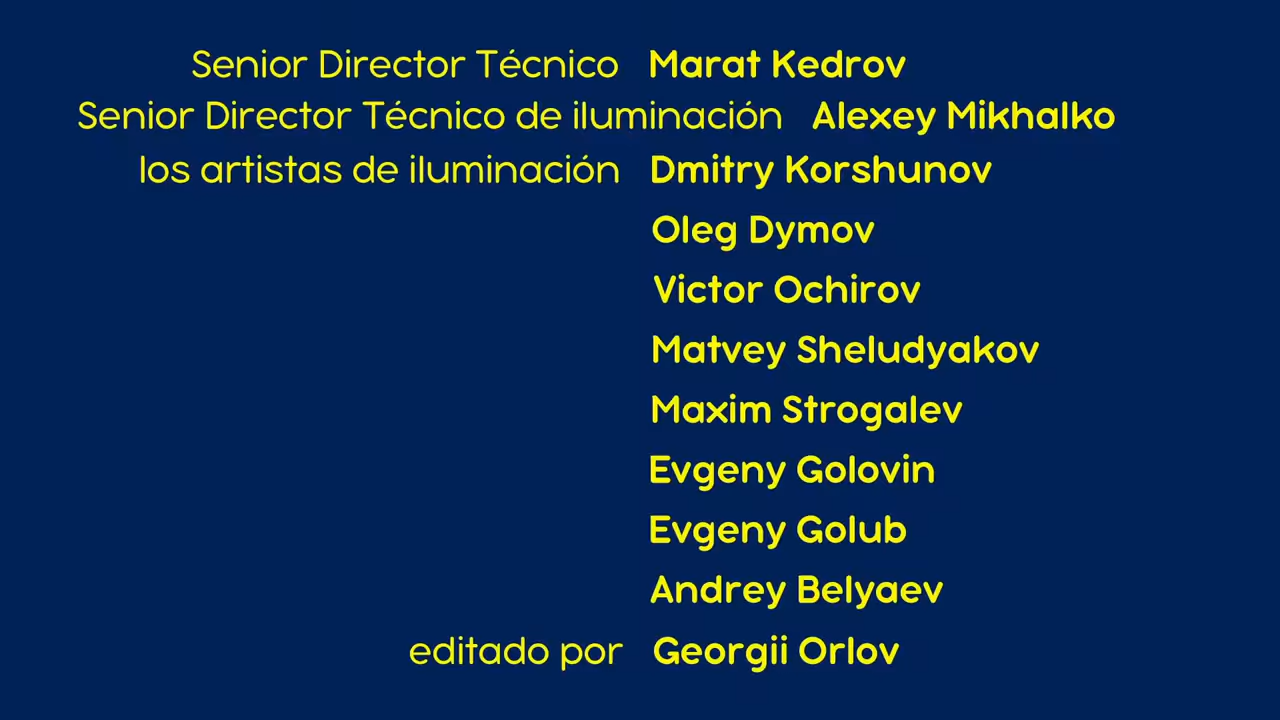 Senior Director Técnico Marat Kedrov
Senior Director Técnico de iluminación Alexey Mikhalko
los artistas de iluminación Dmitry Korshunov
Oleg Dymov
Victor Ochirov
Matvey Sheludyakov
Maxim Strogalev
Evgeny Golovin
Evgeny Golub
Andrey Belyaev
editado por Georgii Orlov